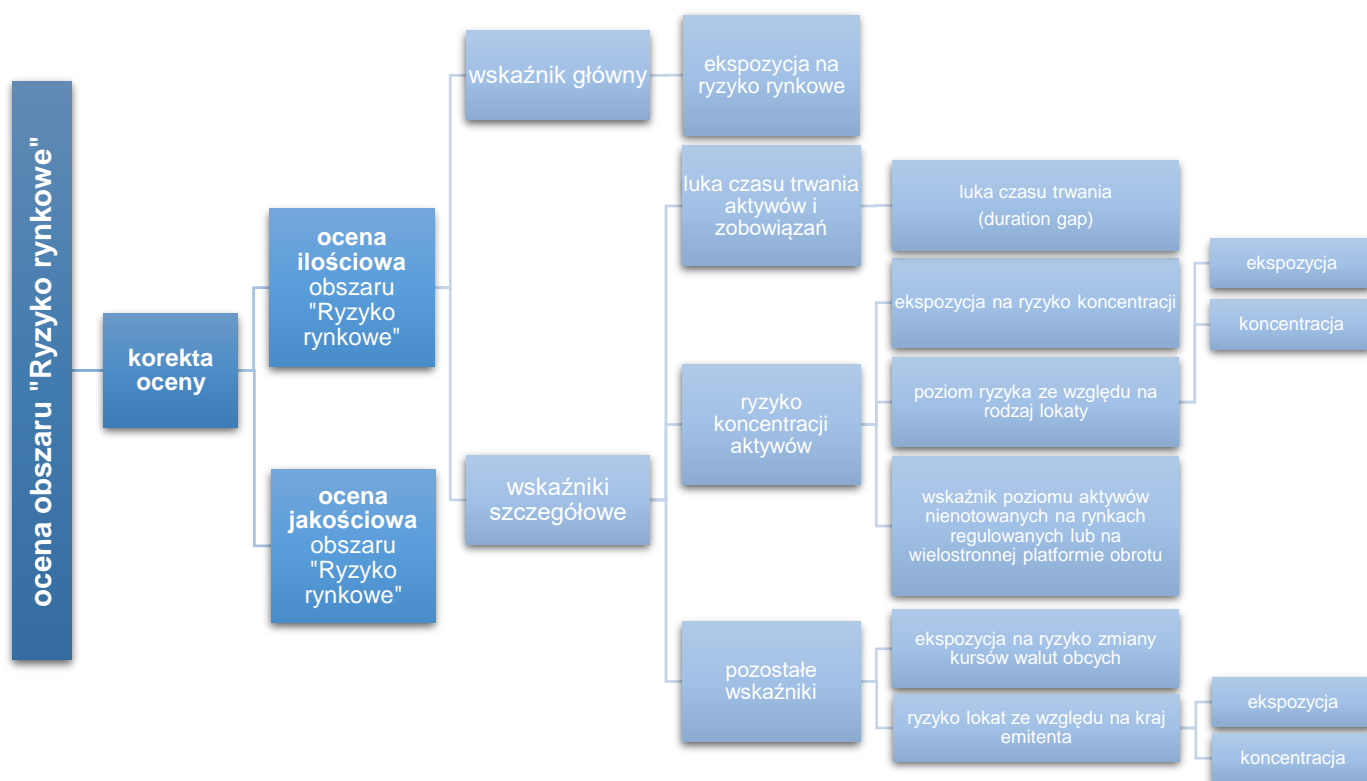 ocena obszaru "Ryzyko rynkowe"
korekta
oceny
ocena
ilościowa
obszaru
"Ryzyko
rynkowe"
ocena
jakościowa
obszaru
"Ryzyko
rynkowe"
wskaźnik główny
wskaźniki
szczegółowe
ekspozycja na
ryzyko rynkowe
luka czasu trwania
aktywów i
zobowiązań
ryzyko
koncentracji
aktywów
pozostałe
wskaźniki
luka czasu trwania
(duration gap)
ekspozycja na ryzyko koncentracji
poziom ryzyka ze względu na
rodzaj lokaty
wskaźnik poziomu aktywów
nienotowanych na rynkach
regulowanych lub na
wielostronnej platformie obrotu
ekspozycja na ryzyko zmiany
kursów walut obcych
ryzyko lokat ze względu na kraj
emitenta
ekspozycja
koncentracja
ekspozycja
koncentracja